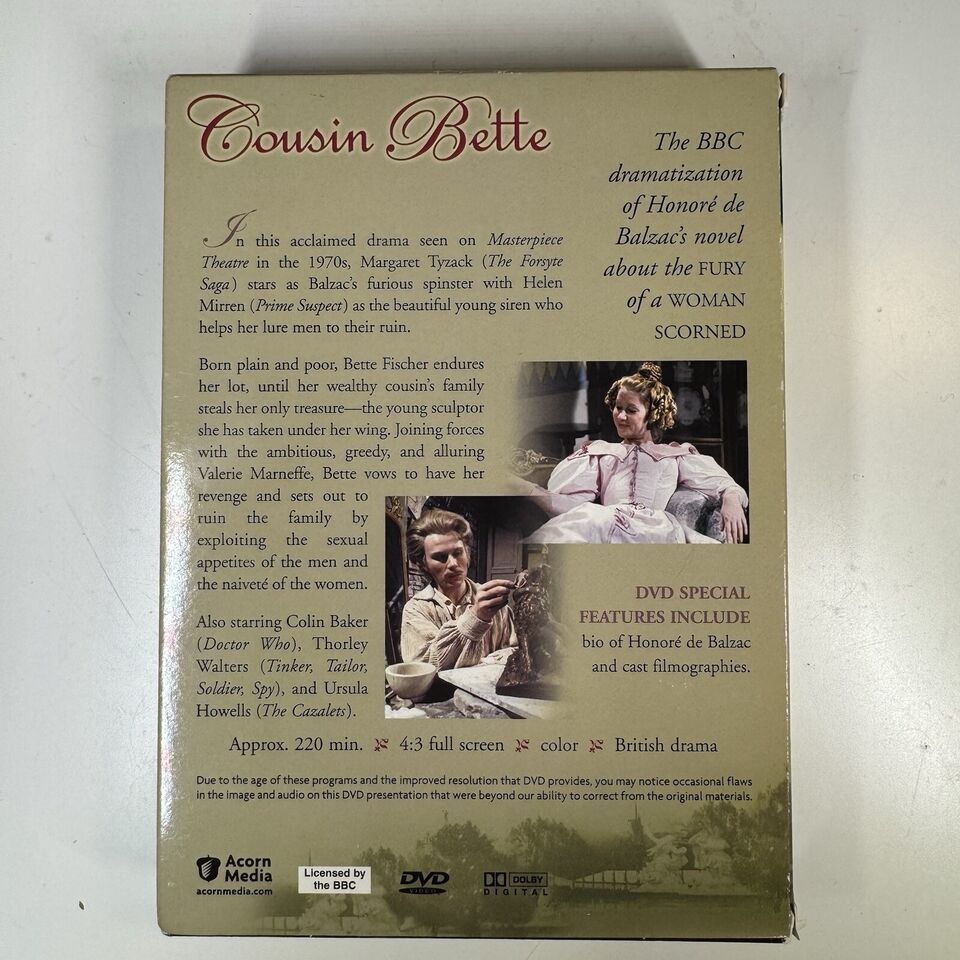 Cousin Bette
The BBC
dramatization
of Honoré de
Balzac's novel
about the FURY
of a WOMAN
SCORNED
In this acclaimed drama seen on Masterpiece
Theatre in the 1970s, Margaret Tyzack (The Forsyte
Saga) stars as Balzac's furious spinster with Helen
Mirren (Prime Suspect) as the beautiful young siren who
helps her lure men to their ruin.
Born plain and poor, Bette Fischer endures
her lot, until her wealthy cousin's family
steals her only treasure—the young sculptor
she has taken under her wing. Joining forces
with the ambitious, greedy, and alluring
Valerie Marneffe, Bette vows to have her
revenge and sets out to
ruin the family by
exploiting the sexual
appetites of the men and
the naiveté of the women.
Also starring Colin Baker
(Doctor Who), Thorley
Walters (Tinker, Tailor,
Soldier, Spy), and Ursula
Howells (The Cazalets).
DVD SPECIAL
FEATURES INCLUDE
bio of Honoré de Balzac
and cast filmographies.
Approx. 220 min. 4:3 full screen color British drama
Due to the age of these programs and the improved resolution that DVD provides, you may notice occasional flaws
in the image and audio on this DVD presentation that were beyond our ability to correct from the original materials.
Acorn
Media
acornmedia.com
Licensed by
the BBC
DVD
VIDEO
DOLBY
DIGITAL